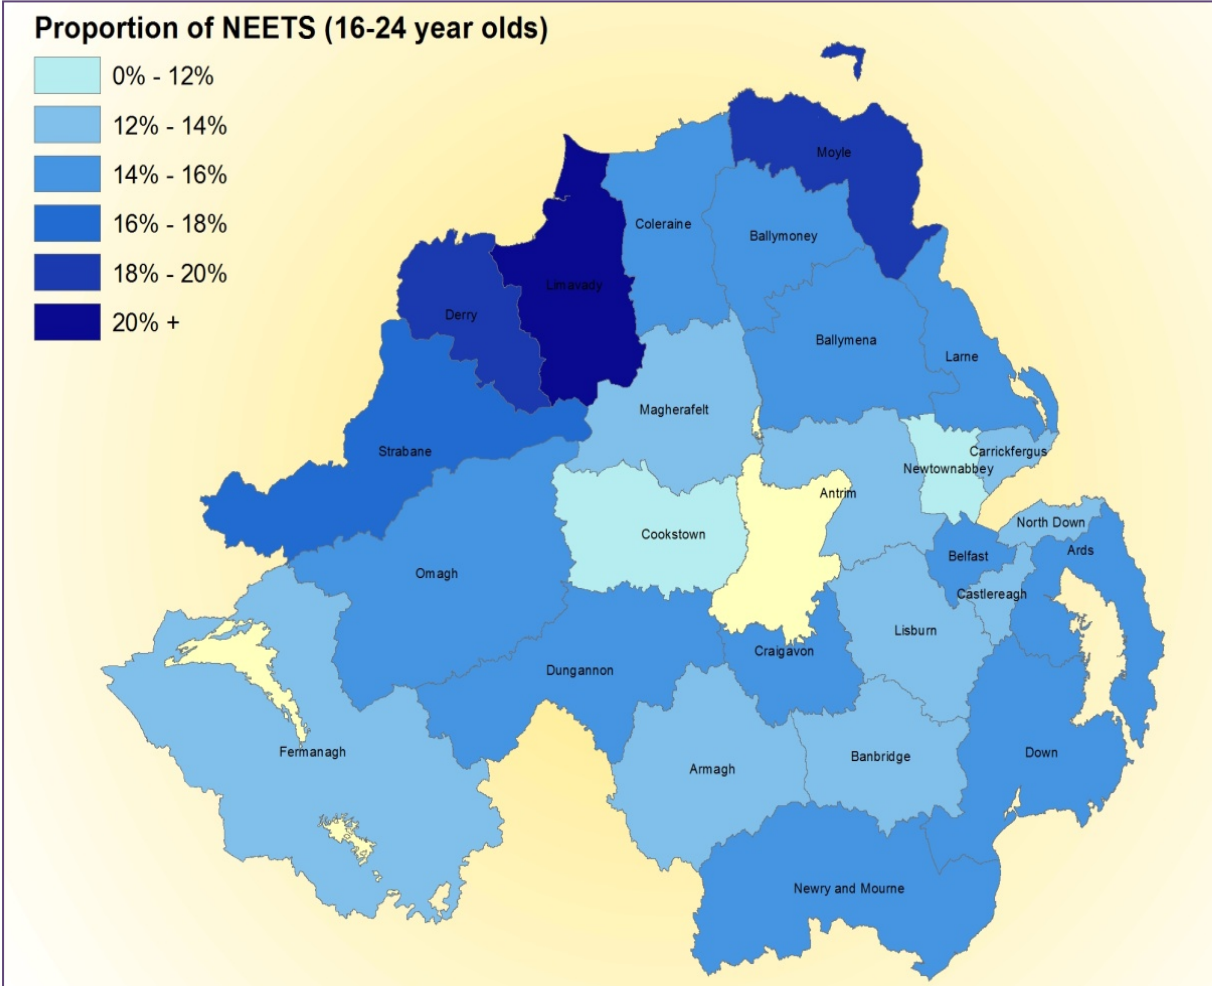 Proportion of NEETS (16-24 year olds)
0% - 12%
12% - 14%
14% - 16%
16% - 18%
18% - 20%
20% +
Moyle
Coleraine
Ballymoney
Limavady
Derry
Ballymena
Larne
Magherafelt
Strabane
Carrickfergus
Newtownabbey
Antrim
North Down
Cookstown
Belfast
Ards
Omagh
Castlereagh
Lisburn
Craigavon
Dungannon
Fermanagh
Down
Banbridge
Armagh
Newry and Mourne